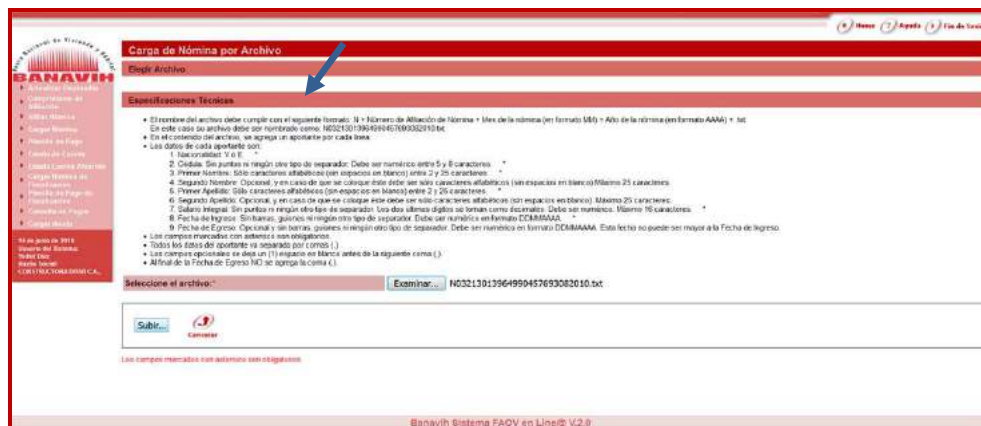 Home Ayuda Fin de Sesi
BANAVIH
Carga de Nómina por Archivo
Elegir Archivo
Especificaciones Técnicas
El nombre del archivo debe cumplir con el siguiente formato: N + Número de Afiliación de Nómina + Mes de la nómina (en formato MM) + Año de la nómina (en formato AAAA) + .txt
En este caso su archivo debe ser nombrado como: N03213013964990457693082010.txt
En el contenido del archivo, se agrega un aportante por cada línea.
Los datos de cada aportante son:
1. Nacionalidad: V o E. *
2. Cédula: Sin puntos ni ningún otro tipo de separador. Debe ser numérico entre 5 y 8 caracteres. *
3. Primer Nombre: Sólo caracteres alfabéticos (sin espacios en blanco) entre 2 y 25 caracteres. *
4. Segundo Nombre: Opcional, y en caso de que se coloque éste debe ser sólo caracteres alfabéticos (sin espacios en blanco) Máximo 25 caracteres.
5. Primer Apellido: Sólo caracteres alfabéticos (sin espacios en blanco) entre 2 y 25 caracteres. *
6. Segundo Apellido: Opcional, y en caso de que se coloque éste debe ser sólo caracteres alfabéticos (sin espacios en blanco). Máximo 25 caracteres.
7. Salario Integral: Sin puntos ni ningún otro tipo de separador. Los dos últimos dígitos se toman como decimales. Debe ser numérico. Máximo 16 caracteres. *
8. Fecha de Ingreso: Sin barras, guiones ni ningún otro tipo de separador. Debe ser numérico en formato DDMMAAAA. *
9. Fecha de Egreso: Opcional y sin barras, guiones ni ningún otro tipo de separador. Debe ser numérico en formato DDMMAAAA. Esta fecha no puede ser mayor a la Fecha de Ingreso.
Los campos marcados con asterisco son obligatorios.
Todos los datos del aportante va separado por comas (,)
Los campos opcionales se deja un (1) espacio en blanco antes de la siguiente coma (,).
Al final de la Fecha de Egreso NO se agrega la coma (,).
Seleccione el archivo:*
Examinar... N03213013964990457693082010.txt
Subir...
Cancelar
Los campos marcados con asterisco son obligatorios
Banavih Sistema FAOV en Line@ V.2.0